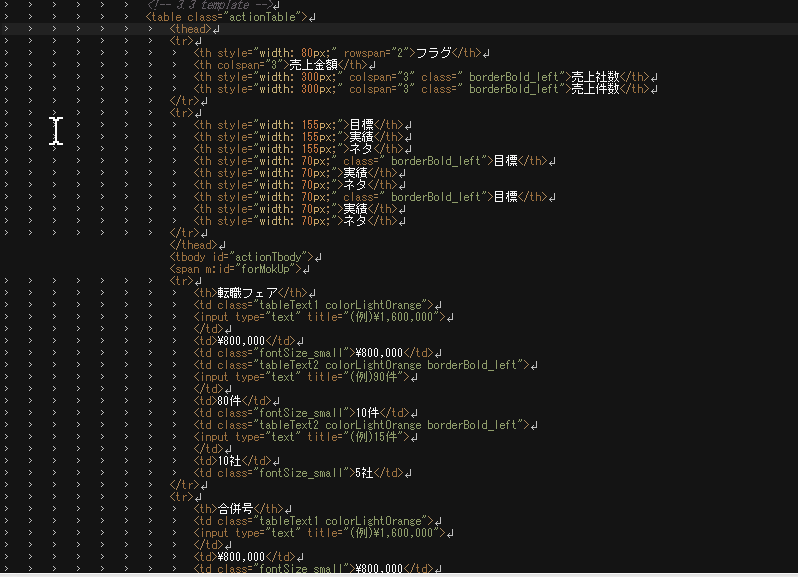 <!-- 3.3 template -->
<table class="actionTable">
<thead>
<tr>
<th style="width: 80px;" rowspan="2">フラグ</th>
<th colspan="3">売上金額</th>
<th style="width: 300px;" colspan="3" class=" borderBold_left">売上社数</th>
<th style="width: 300px;" colspan="3" class=" borderBold_left">売上件数</th>
</tr>
<tr>
<th style="width: 155px;">目標</th>
<th style="width: 155px;">実績</th>
<th style="width: 155px;">ネタ</th>
<th style="width: 70px;" class=" borderBold_left">目標</th>
<th style="width: 70px;">実績</th>
<th style="width: 70px;">ネタ</th>
<th style="width: 70px;" class=" borderBold_left">目標</th>
<th style="width: 70px;">実績</th>
<th style="width: 70px;">ネタ</th>
</tr>
</thead>
<tbody id="actionTbody">
<span m:id="forMokUp">
<tr>
<th>転職フェア</th>
<td class="tableText1 colorLightOrange">
<input type="text" title="(例)¥1,600,000">
</td>
<td>¥800,000</td>
<td class="fontSize_small">¥800,000</td>
<td class="tableText2 colorLightOrange borderBold_left">
<input type="text" title="(例)90件">
</td>
<td>80件</td>
<td class="fontSize_small">10件</td>
<td class="tableText2 colorLightOrange borderBold_left">
<input type="text" title="(例)15件">
</td>
<td>10社</td>
<td class="fontSize_small">5社</td>
</tr>
<tr>
<th>合併号</th>
<td class="tableText1 colorLightOrange">
<input type="text" title="(例)¥1,600,000">
</td>
<td>¥800,000</td>
<td class="fontSize_small">¥800,000</td>